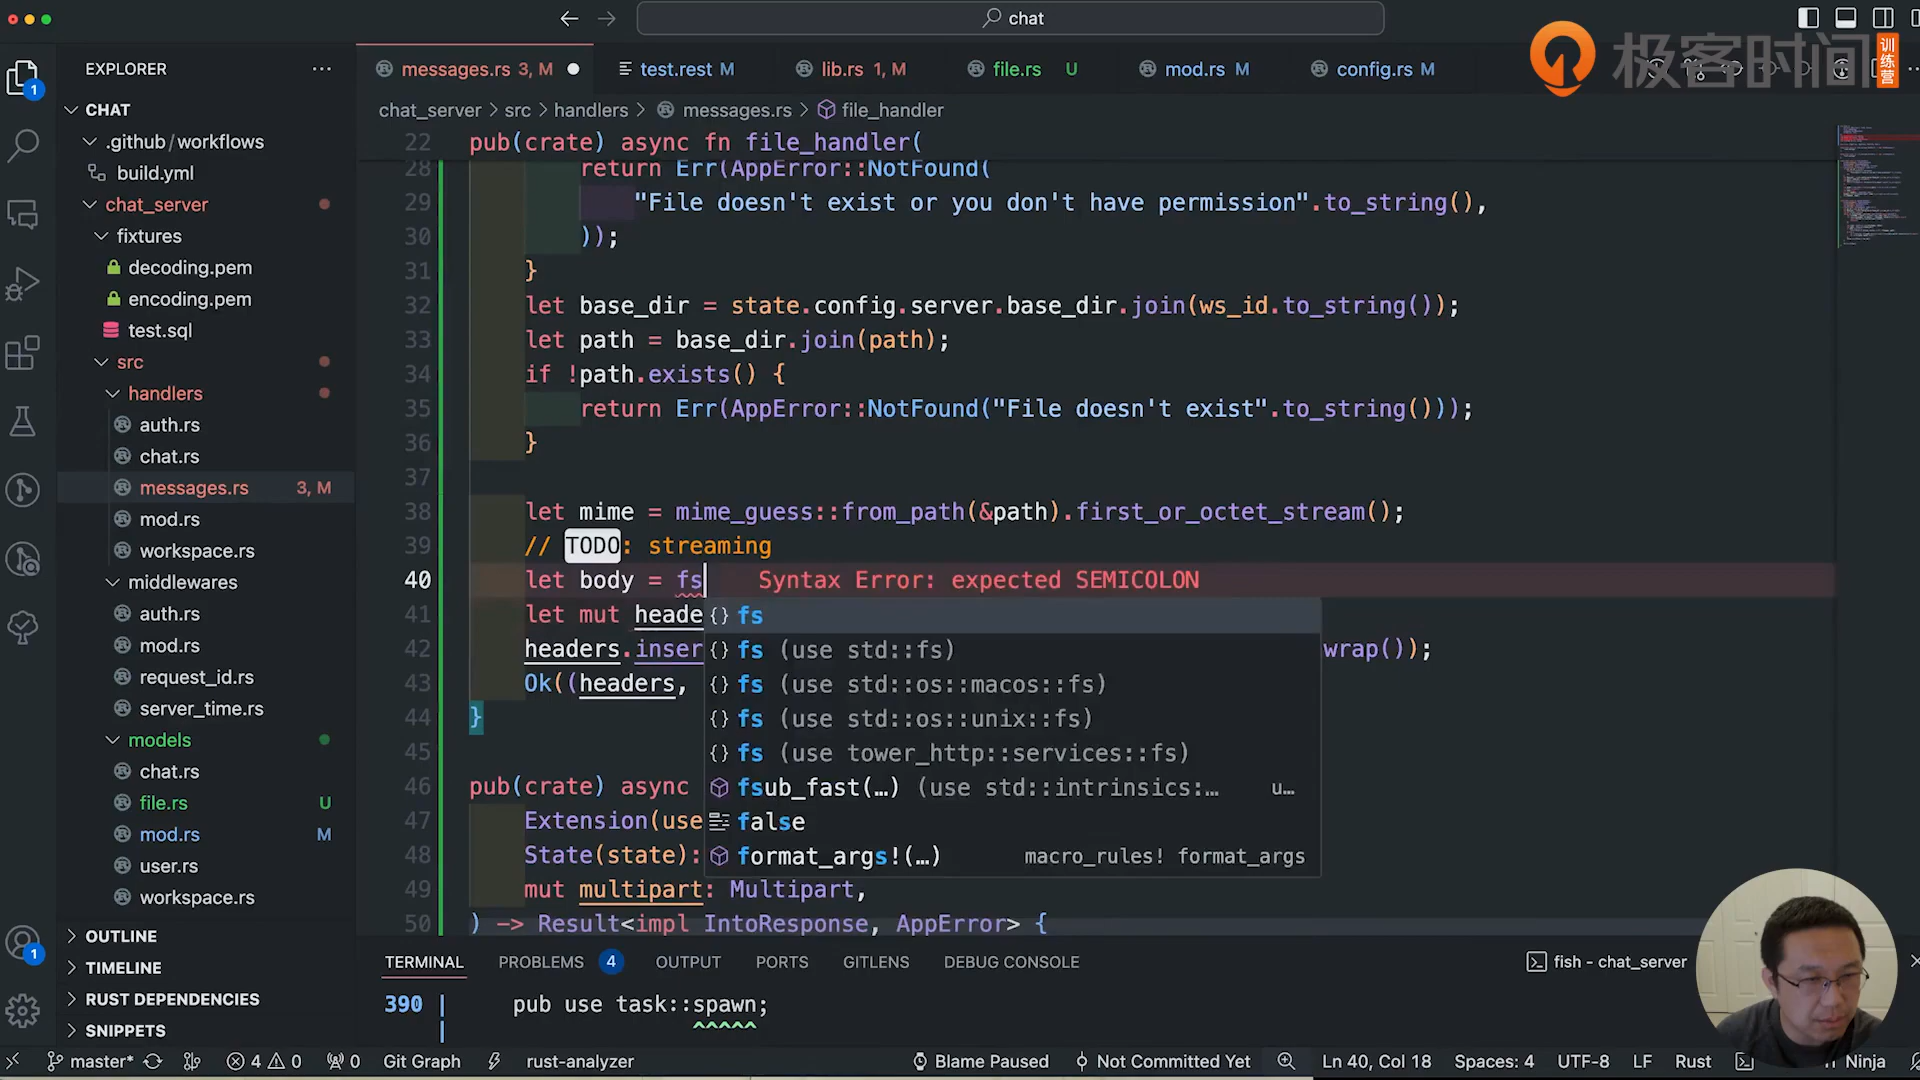 chat
极客时间 训练营
EXPLORER
CHAT
.github/workflows
build.yml
chat_server
fixtures
decoding.pem
encoding.pem
test.sql
src
handlers
auth.rs
chat.rs
messages.rs 3, M
mod.rs
workspace.rs
middlewares
auth.rs
mod.rs
request_id.rs
server_time.rs
models
chat.rs
file.rs U
mod.rs M
user.rs
workspace.rs
OUTLINE
TIMELINE
RUST DEPENDENCIES
SNIPPETS
1
1
messages.rs 3, M test.rest M lib.rs 1, M file.rs U mod.rs M config.rs M
chat_server > src > handlers > messages.rs > file_handler
22 pub(crate) async fn file_handler(
28 return Err(AppError::NotFound(
29 "File doesn't exist or you don't have permission".to_string(),
30 ));
31 }
32 let base_dir = state.config.server.base_dir.join(ws_id.to_string());
33 let path = base_dir.join(path);
34 if !path.exists() {
35 return Err(AppError::NotFound("File doesn't exist".to_string()));
36 }
37
38 let mime = mime_guess::from_path(&path).first_or_octet_stream();
39 // TODO: streaming
40 let body = fs Syntax Error: expected SEMICOLON
41 let mut heade
42 headers.inser wrap());
43 Ok((headers,
44 }
45
46 pub(crate) async
47 Extension(use
48 State(state):
49 mut multipart: Multipart,
50 ) -> Result<impl IntoResponse, AppError> {
fs
fs (use std::fs)
fs (use std::os::macos::fs)
fs (use std::os::unix::fs)
fs (use tower_http::services::fs)
fsub_fast(…) (use std::intrinsics:… u…
false
format_args!(…) macro_rules! format_args
TERMINAL PROBLEMS 4 OUTPUT PORTS GITLENS DEBUG CONSOLE
fish - chat_server
390 | pub use task::spawn;
| ^^^^^
master* 4 0 0 Git Graph rust-analyzer Blame Paused Not Committed Yet Ln 40, Col 18 Spaces: 4 UTF-8 LF Rust Ninja